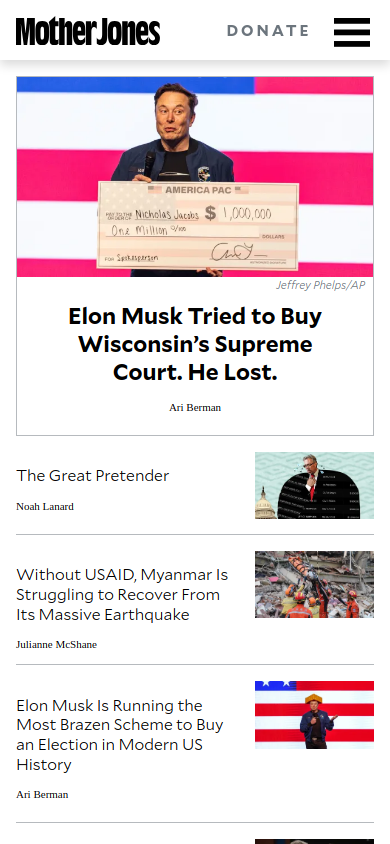 Mother Jones
DONATE
AMERICA PAC
PAY TO THE
ORDER OF
Nicholas Jacobs $ 1,000,000
One Million 0/100
DOLLARS
FOR Spokesperson
Jeffrey Phelps/AP
Elon Musk Tried to Buy
Wisconsin’s Supreme
Court. He Lost.
Ari Berman
The Great Pretender
Noah Lanard
Without USAID, Myanmar Is
Struggling to Recover From
Its Massive Earthquake
Julianne McShane
Elon Musk Is Running the
Most Brazen Scheme to Buy
an Election in Modern US
History
Ari Berman